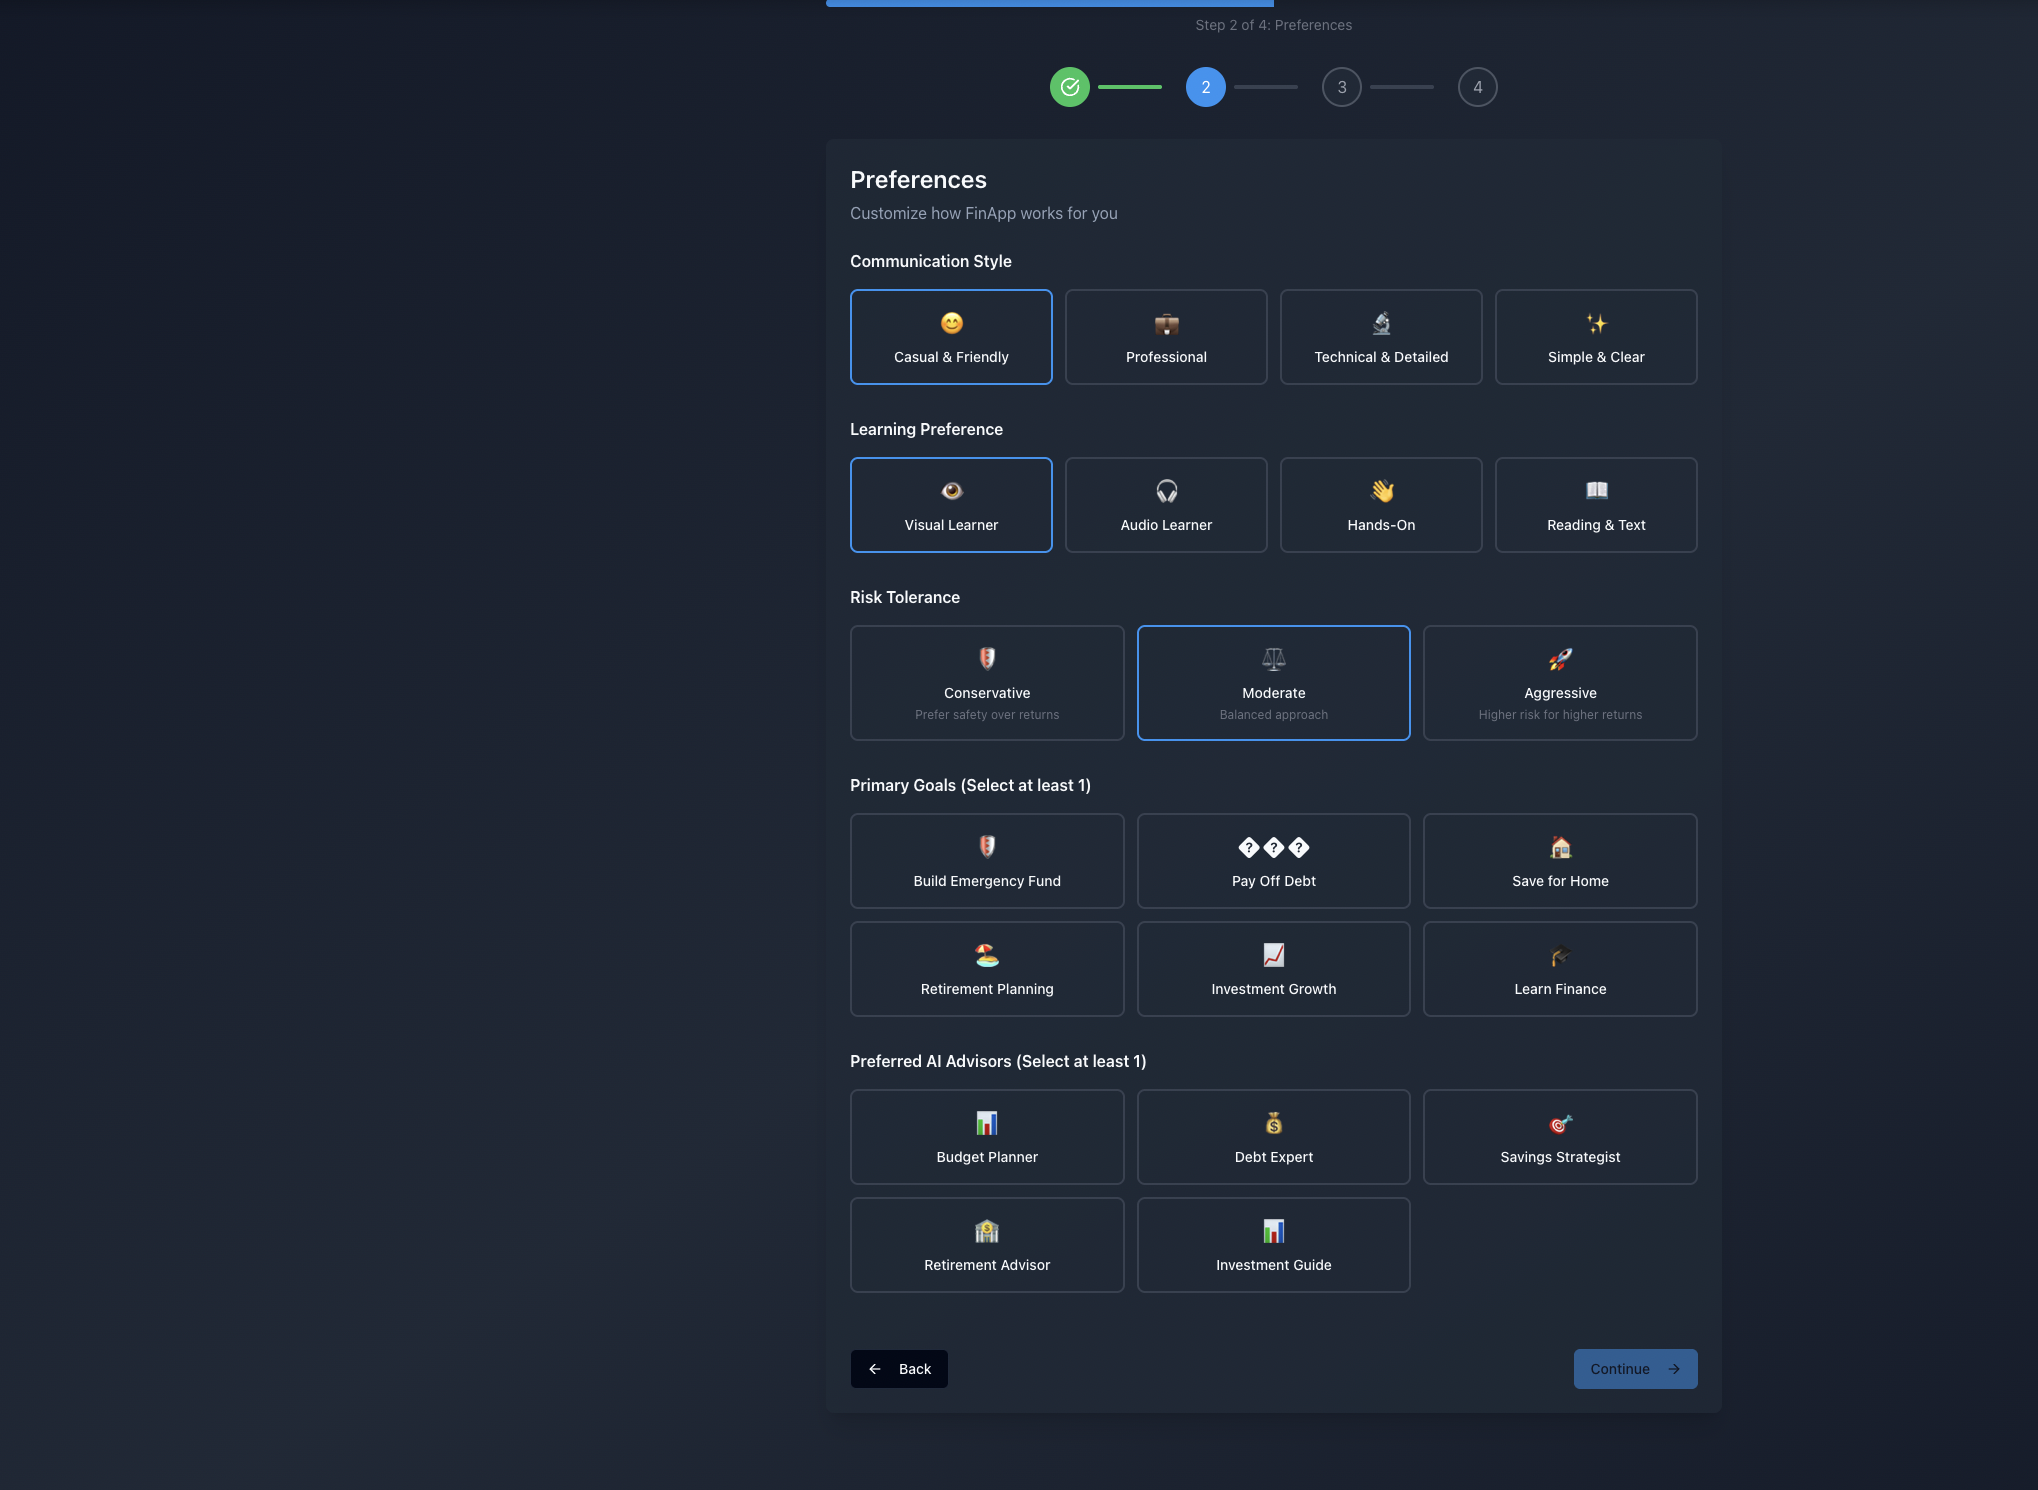 Step 2 of 4: Preferences
2
3
4
Preferences
Customize how FinApp works for you
Communication Style
Casual & Friendly
Professional
Technical & Detailed
Simple & Clear
Learning Preference
Visual Learner
Audio Learner
Hands-On
Reading & Text
Risk Tolerance
Conservative
Prefer safety over returns
Moderate
Balanced approach
Aggressive
Higher risk for higher returns
Primary Goals (Select at least 1)
Build Emergency Fund
���
Pay Off Debt
Save for Home
Retirement Planning
Investment Growth
Learn Finance
Preferred AI Advisors (Select at least 1)
Budget Planner
Debt Expert
Savings Strategist
Retirement Advisor
Investment Guide
Back
Continue